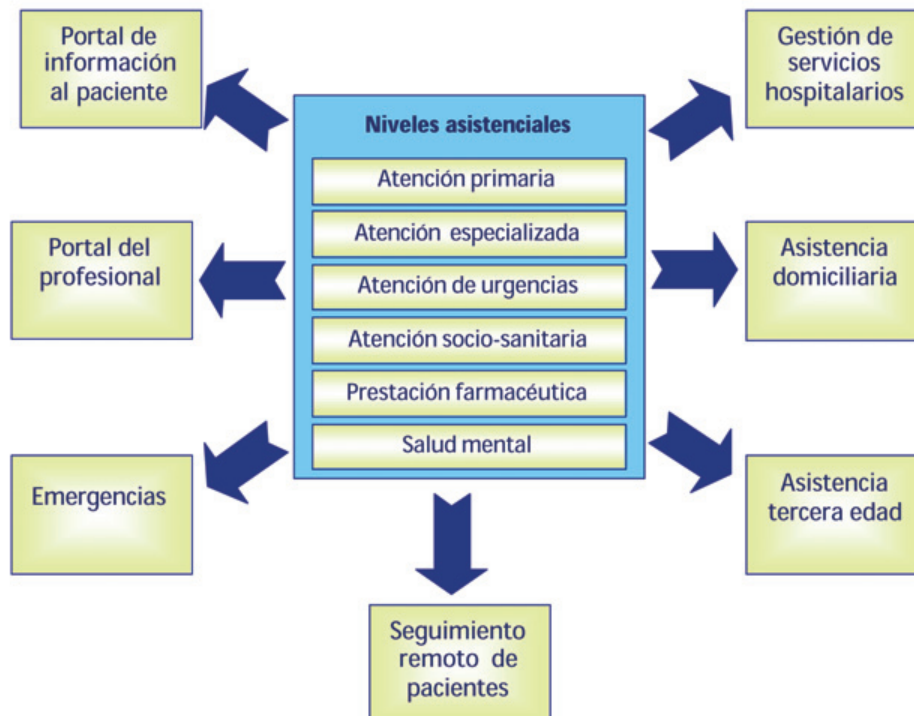 Portal de
información
al paciente
Gestión de
servicios
hospitalarios
Niveles asistenciales
Atención primaria
Atención especializada
Atención de urgencias
Atención socio-sanitaria
Prestación farmacéutica
Salud mental
Portal del
profesional
Asistencia
domiciliaria
Emergencias
Asistencia
tercera edad
Seguimiento
remoto de
pacientes